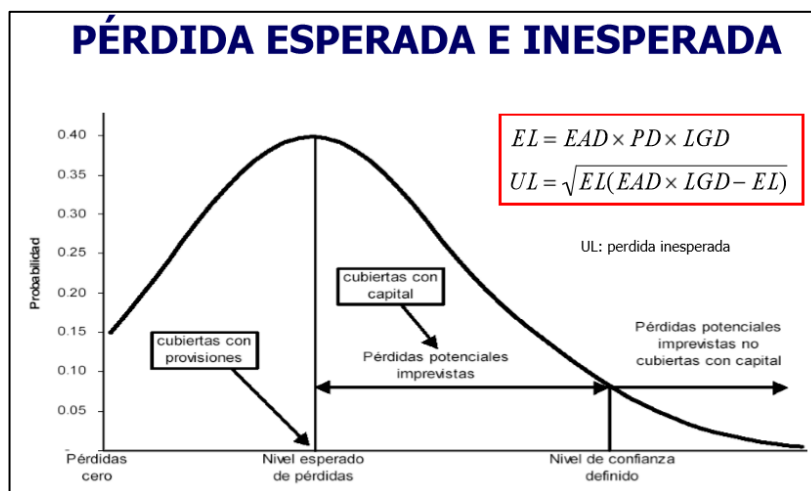 PÉRDIDA ESPERADA E INESPERADA
EL = EAD × PD × LGD
UL = √EL(EAD × LGD − EL)
UL: perdida inesperada
Probabilidad
0.40
0.35
0.30
0.25
0.20
0.15
0.10
0.05
-
cubiertas con
capital
cubiertas con
provisiones
Pérdidas potenciales
imprevistas
Pérdidas potenciales
imprevistas no
cubiertas con capital
Pérdidas
cero
Nivel esperado
de pérdidas
Nivel de confianza
definido